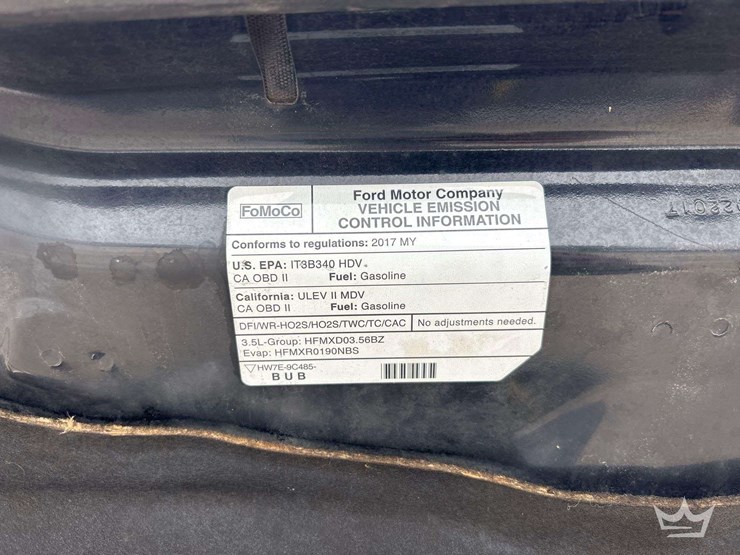 FoMoCo
Ford Motor Company
VEHICLE EMISSION
CONTROL INFORMATION
Conforms to regulations: 2017 MY
U.S. EPA: IT3B340 HDV
CA OBD II Fuel: Gasoline
California: ULEV II MDV
CA OBD II Fuel: Gasoline
DFI/WR-HO2S/HO2S/TWC/TC/CAC
No adjustments needed.
3.5L-Group: HFMXD03.56BZ
Evap: HFMXR0190NBS
HW7E-9C485-
B U B